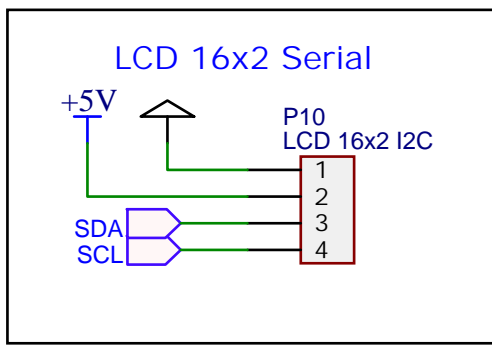 LCD 16x2 Serial
+5V
P10
LCD 16x2 I2C
1
2
SDA
3
SCL
4